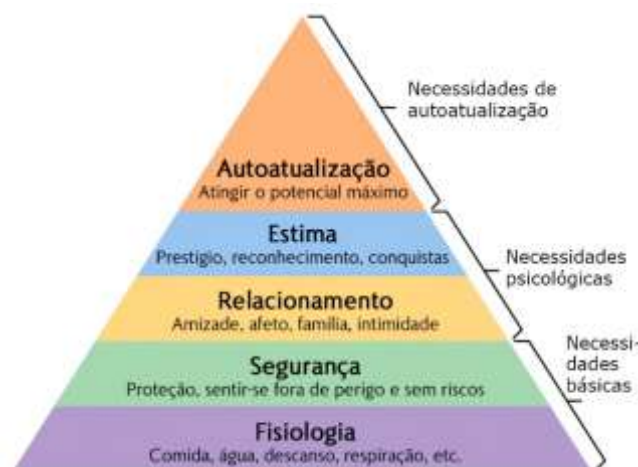 Necessidades de
autoatualização
Autoatualização
Atingir o potencial máximo
Estima
Prestigio, reconhecimento, conquistas
Necessidades
psicológicas
Relacionamento
Amizade, afeto, família, intimidade
Necessi-
dades
básicas
Segurança
Proteção, sentir-se fora de perigo e sem riscos
Fisiologia
Comida, água, descanso, respiração, etc.